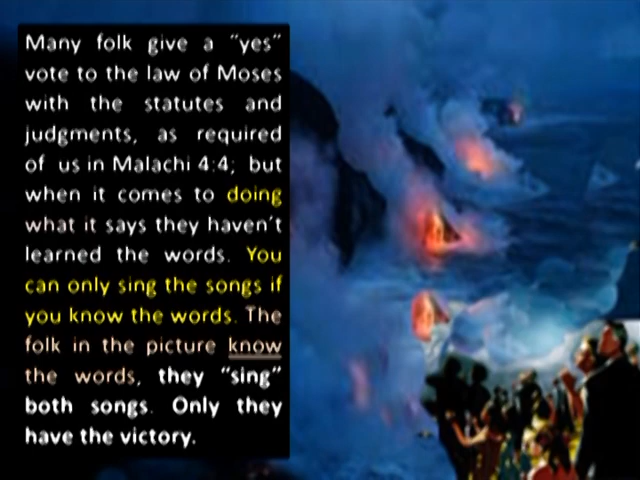 Many folk give a “yes”
vote to the law of Moses
with the statutes and
judgments, as required
of us in Malachi 4:4; but
when it comes to doing
what it says they haven’t
learned the words. You
can only sing the songs if
you know the words. The
folk in the picture know
the words, they “sing”
both songs. Only they
have the victory.